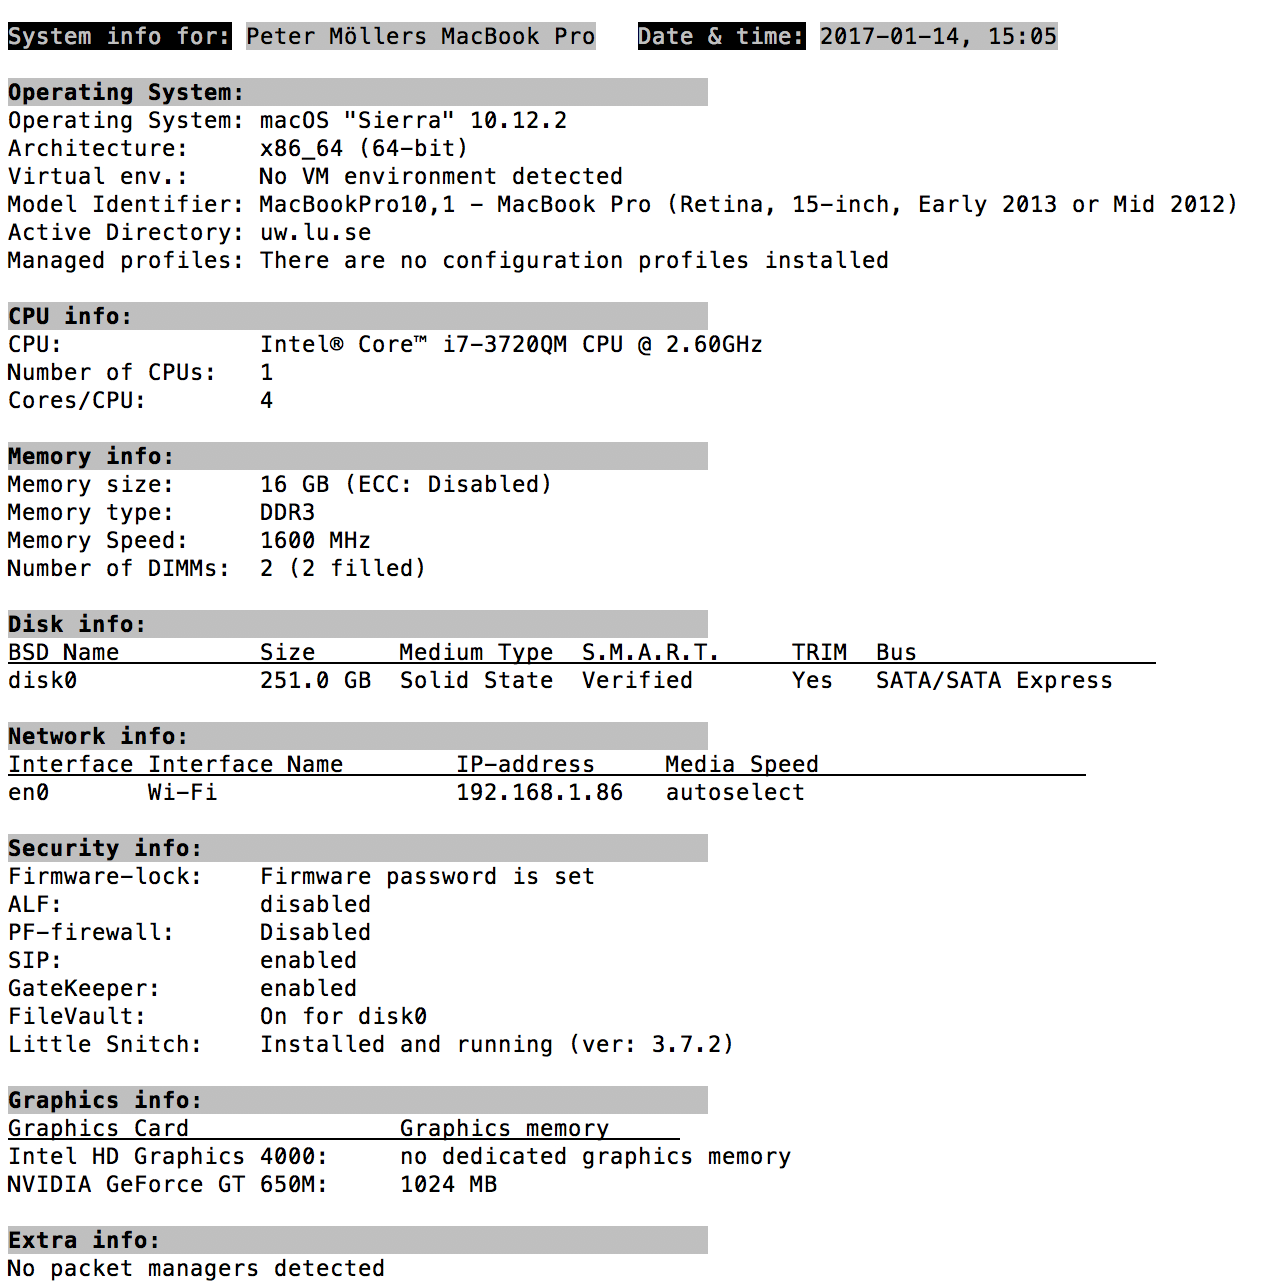 System info for: Peter Möllers MacBook Pro Date & time: 2017-01-14, 15:05
Operating System:
Operating System: macOS "Sierra" 10.12.2
Architecture: x86_64 (64-bit)
Virtual env.: No VM environment detected
Model Identifier: MacBookPro10,1 - MacBook Pro (Retina, 15-inch, Early 2013 or Mid 2012)
Active Directory: uw.lu.se
Managed profiles: There are no configuration profiles installed
CPU info:
CPU: Intel® Core™ i7-3720QM CPU @ 2.60GHz
Number of CPUs: 1
Cores/CPU: 4
Memory info:
Memory size: 16 GB (ECC: Disabled)
Memory type: DDR3
Memory Speed: 1600 MHz
Number of DIMMs: 2 (2 filled)
Disk info:
BSD Name Size Medium Type S.M.A.R.T. TRIM Bus
disk0 251.0 GB Solid State Verified Yes SATA/SATA Express
Network info:
Interface Interface Name IP-address Media Speed
en0 Wi-Fi 192.168.1.86 autoselect
Security info:
Firmware-lock: Firmware password is set
ALF: disabled
PF-firewall: Disabled
SIP: enabled
GateKeeper: enabled
FileVault: On for disk0
Little Snitch: Installed and running (ver: 3.7.2)
Graphics info:
Graphics Card Graphics memory
Intel HD Graphics 4000: no dedicated graphics memory
NVIDIA GeForce GT 650M: 1024 MB
Extra info:
No packet managers detected